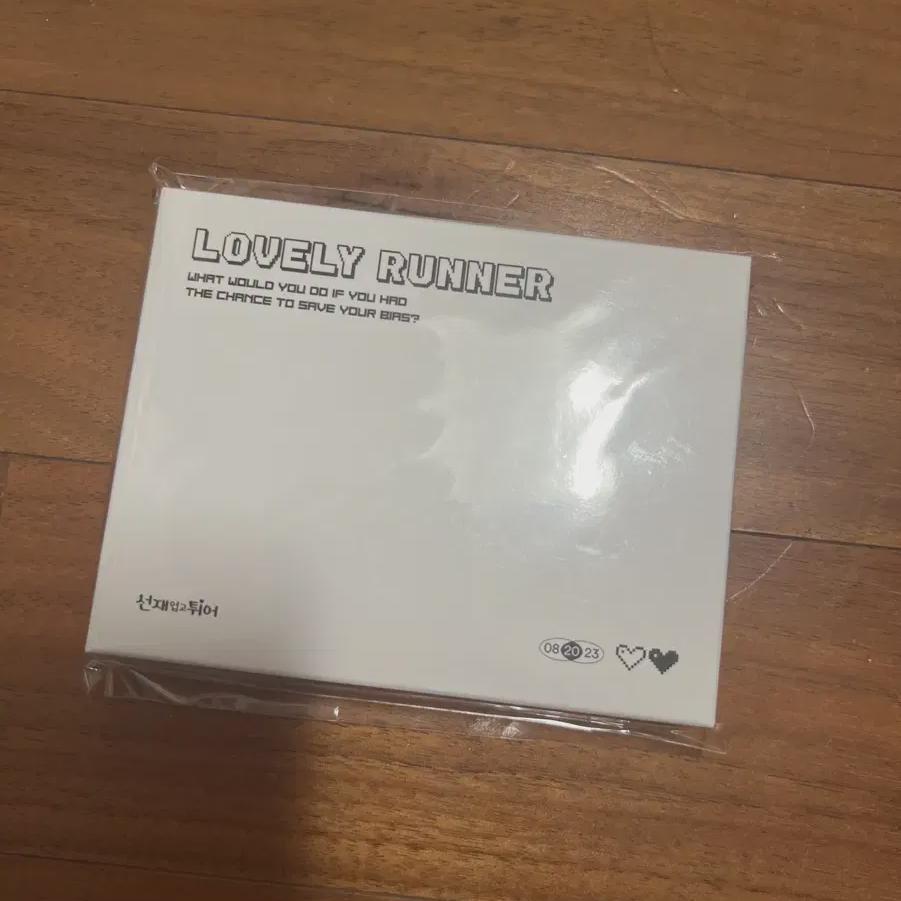 LOVELY RUNNER
WHAT WOULD YOU DO IF YOU HAD
THE CHANCE TO SAVE YOUR BIAS?
선재업고튀어
08 20 23